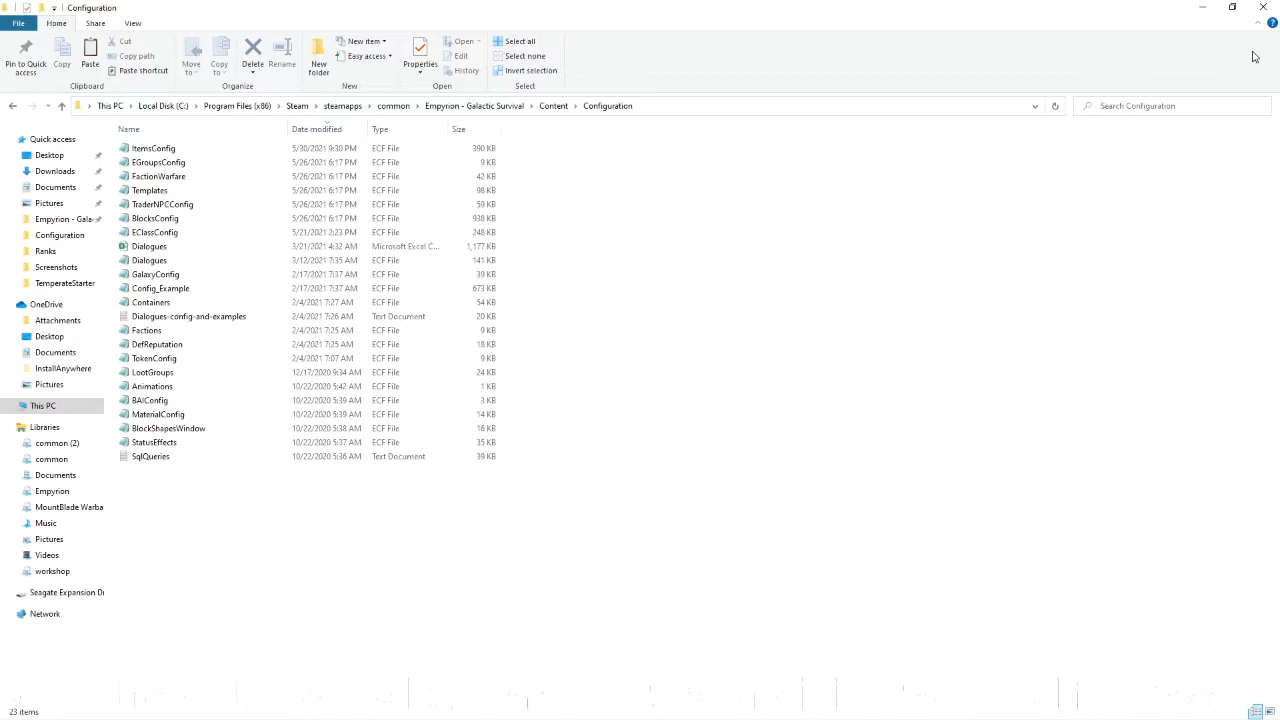 Configuration
File Home Share View
Pin to Quick access
Copy
Paste
Cut
Copy path
Paste shortcut
Clipboard
Move to
Copy to
Delete
Rename
Organize
New folder
New item
Easy access
New
Properties
Open
Edit
History
Open
Select all
Select none
Invert selection
Select
This PC > Local Disk (C:) > Program Files (x86) > Steam > steamapps > common > Empyrion - Galactic Survival > Content > Configuration
Search Configuration
Name Date modified Type Size
ItemsConfig 5/30/2021 9:30 PM ECF File 390 KB
EGroupsConfig 5/26/2021 6:17 PM ECF File 9 KB
FactionWarfare 5/26/2021 6:17 PM ECF File 42 KB
Templates 5/26/2021 6:17 PM ECF File 98 KB
TraderNPCConfig 5/26/2021 6:17 PM ECF File 59 KB
BlocksConfig 5/26/2021 6:17 PM ECF File 938 KB
EClassConfig 5/21/2021 2:23 PM ECF File 248 KB
Dialogues 3/21/2021 4:32 AM Microsoft Excel C... 1,177 KB
Dialogues 3/12/2021 7:35 AM ECF File 141 KB
GalaxyConfig 2/17/2021 7:37 AM ECF File 39 KB
Config_Example 2/17/2021 7:37 AM ECF File 673 KB
Containers 2/4/2021 7:27 AM ECF File 54 KB
Dialogues-config-and-examples 2/4/2021 7:26 AM Text Document 20 KB
Factions 2/4/2021 7:25 AM ECF File 9 KB
DefReputation 2/4/2021 7:25 AM ECF File 18 KB
TokenConfig 2/4/2021 7:07 AM ECF File 9 KB
LootGroups 12/17/2020 9:34 AM ECF File 24 KB
Animations 10/22/2020 5:42 AM ECF File 1 KB
BAIConfig 10/22/2020 5:39 AM ECF File 3 KB
MaterialConfig 10/22/2020 5:39 AM ECF File 14 KB
BlockShapesWindow 10/22/2020 5:38 AM ECF File 16 KB
StatusEffects 10/22/2020 5:37 AM ECF File 35 KB
SqlQueries 10/22/2020 5:36 AM Text Document 39 KB
Quick access
Desktop
Downloads
Documents
Pictures
Empyrion - Gala
Configuration
Ranks
Screenshots
TemperateStarter
OneDrive
Attachments
Desktop
Documents
InstallAnywhere
Pictures
This PC
Libraries
common (2)
common
Documents
Empyrion
MountBlade Warba
Music
Pictures
Videos
workshop
Seagate Expansion Dr
Network
23 items